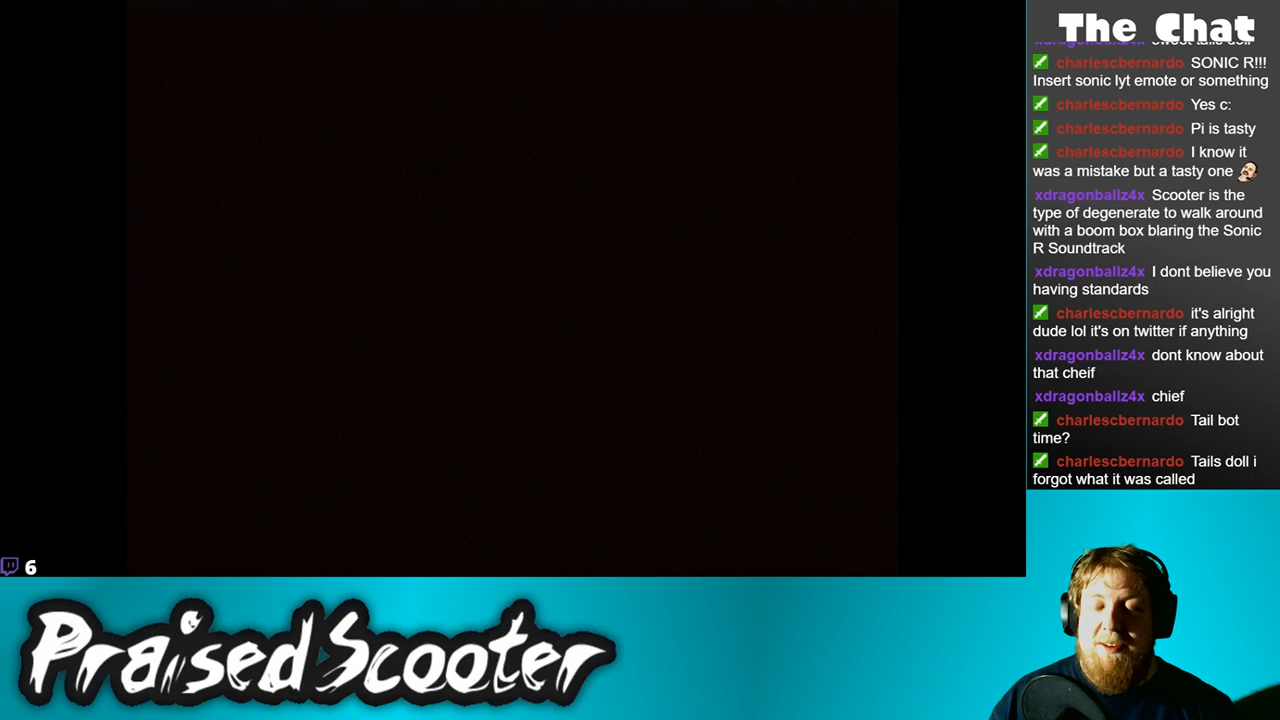 The Chat
charlescbernardo SONIC R!!!
Insert sonic lyt emote or something
charlescbernardo Yes c:
charlescbernardo Pi is tasty
charlescbernardo I know it
was a mistake but a tasty one
xdragonballz4x Scooter is the
type of degenerate to walk around
with a boom box blaring the Sonic
R Soundtrack
xdragonballz4x I dont believe you
having standards
charlescbernardo it's alright
dude lol it's on twitter if anything
xdragonballz4x dont know about
that cheif
xdragonballz4x chief
charlescbernardo Tail bot
time?
charlescbernardo Tails doll i
forgot what it was called
6
PraisedScooter